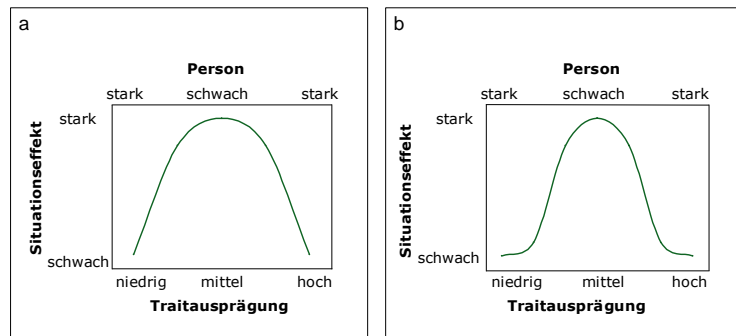 a
Person
stark schwach stark
stark
Situationseffekt
schwach
niedrig mittel hoch
Traitausprägung
b
Person
stark schwach stark
stark
Situationseffekt
schwach
niedrig mittel hoch
Traitausprägung